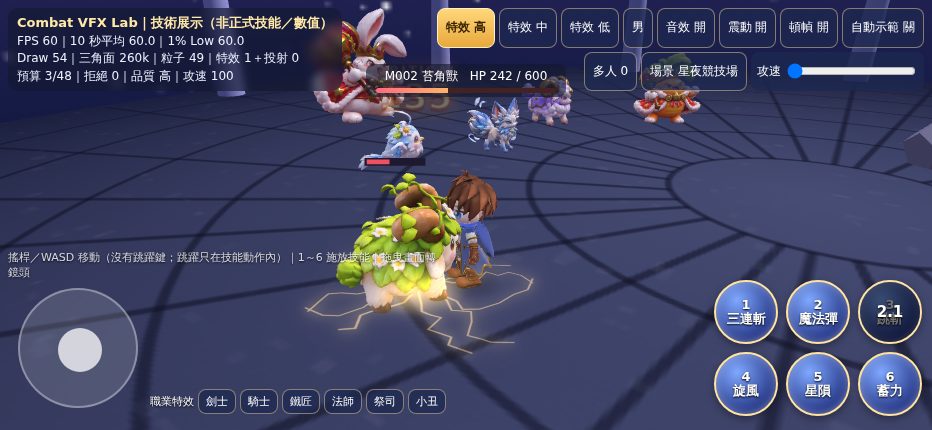 Combat VFX Lab｜技術展示（非正式技能／數值）
FPS 60｜10 秒平均 60.0｜1% Low 60.0
Draw 54｜三角面 260k｜粒子 49｜特效 1＋投射 0
預算 3/48｜拒絕 0｜品質 高｜攻速 100
特效 高
特效 中
特效 低
男
音效 開
震動 開
頓幀 開
自動示範 關
多人 0
場景 星夜競技場
攻速
M002 苔角獸 HP 242 / 600
搖桿／WASD 移動（沒有跳躍鍵；跳躍只在技能動作內）｜1～6 施放技能｜拖曳畫面轉
鏡頭
1
三連斬
2
魔法彈
3
2.1
跳斬
4
旋風
5
星隕
6
蓄力
職業特效
劍士
騎士
鐵匠
法師
祭司
小丑